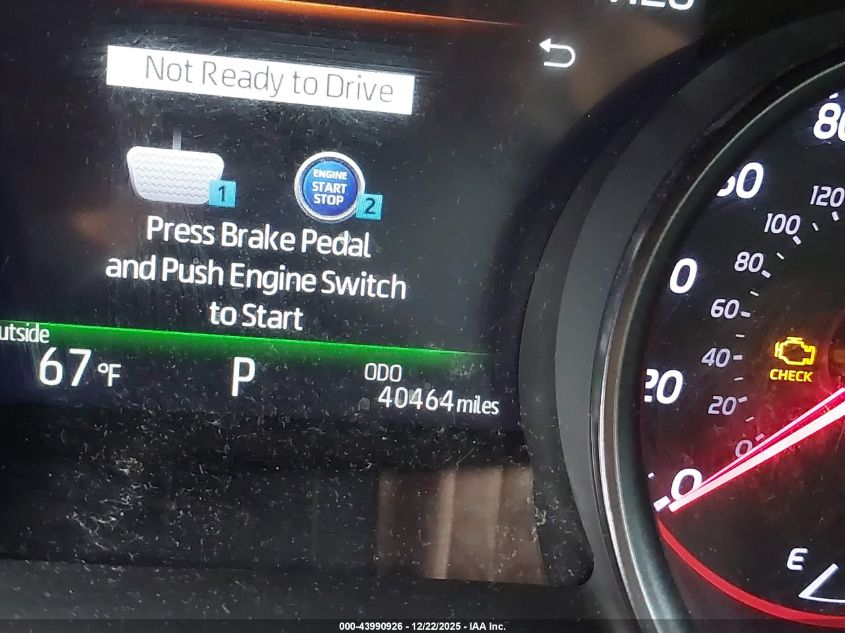 Not Ready to Drive
ENGINE
START
STOP
1
2
Press Brake Pedal
and Push Engine Switch
to Start
utside
67 °F
P
ODO
40464 miles
80
120
100
80
60
40
20
0
20
0
CHECK
E
000-43990926 - 12/22/2025 - IAA Inc.